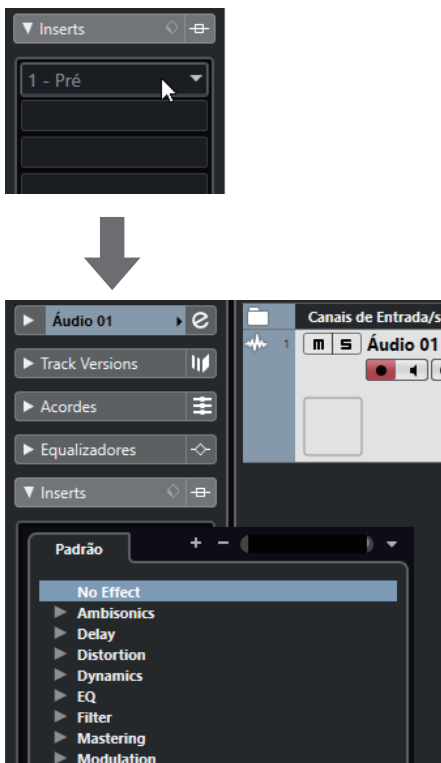 Inserts
1 - Pré
Áudio 01
Canais de Entrada/s
1
m S Áudio 01
Track Versions
Acordes
Equalizadores
Inserts
Padrão
No Effect
Ambisonics
Delay
Distortion
Dynamics
EQ
Filter
Mastering
Modulation